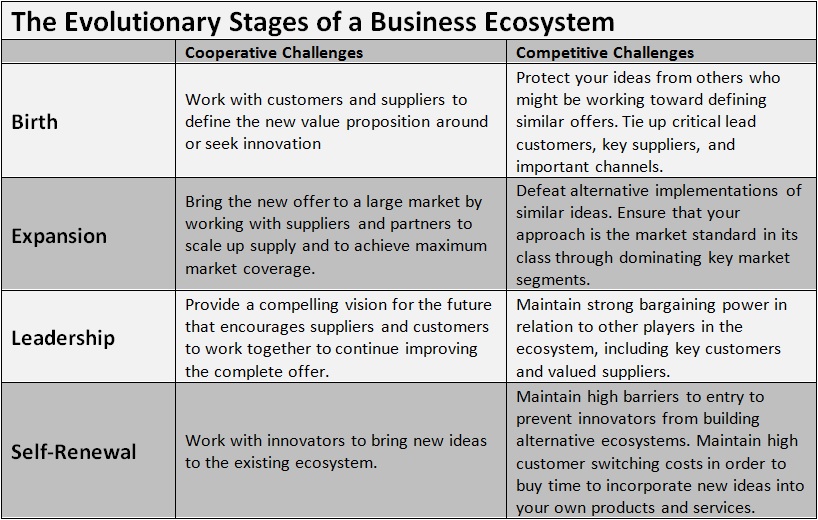 The Evolutionary Stages of a Business Ecosystem
Cooperative Challenges
Competitive Challenges
Birth
Work with customers and suppliers to
define the new value proposition around
or seek innovation
Protect your ideas from others who
might be working toward defining
similar offers. Tie up critical lead
customers, key suppliers, and
important channels.
Expansion
Bring the new offer to a large market by
working with suppliers and partners to
scale up supply and to achieve maximum
market coverage.
Defeat alternative implementations of
similar ideas. Ensure that your
approach is the market standard in its
class through dominating key market
segments.
Leadership
Provide a compelling vision for the future
that encourages suppliers and customers
to work together to continue improving
the complete offer.
Maintain strong bargaining power in
relation to other players in the
ecosystem, including key customers
and valued suppliers.
Self-Renewal
Work with innovators to bring new ideas
to the existing ecosystem.
Maintain high barriers to entry to
prevent innovators from building
alternative ecosystems. Maintain high
customer switching costs in order to
buy time to incorporate new ideas into
your own products and services.